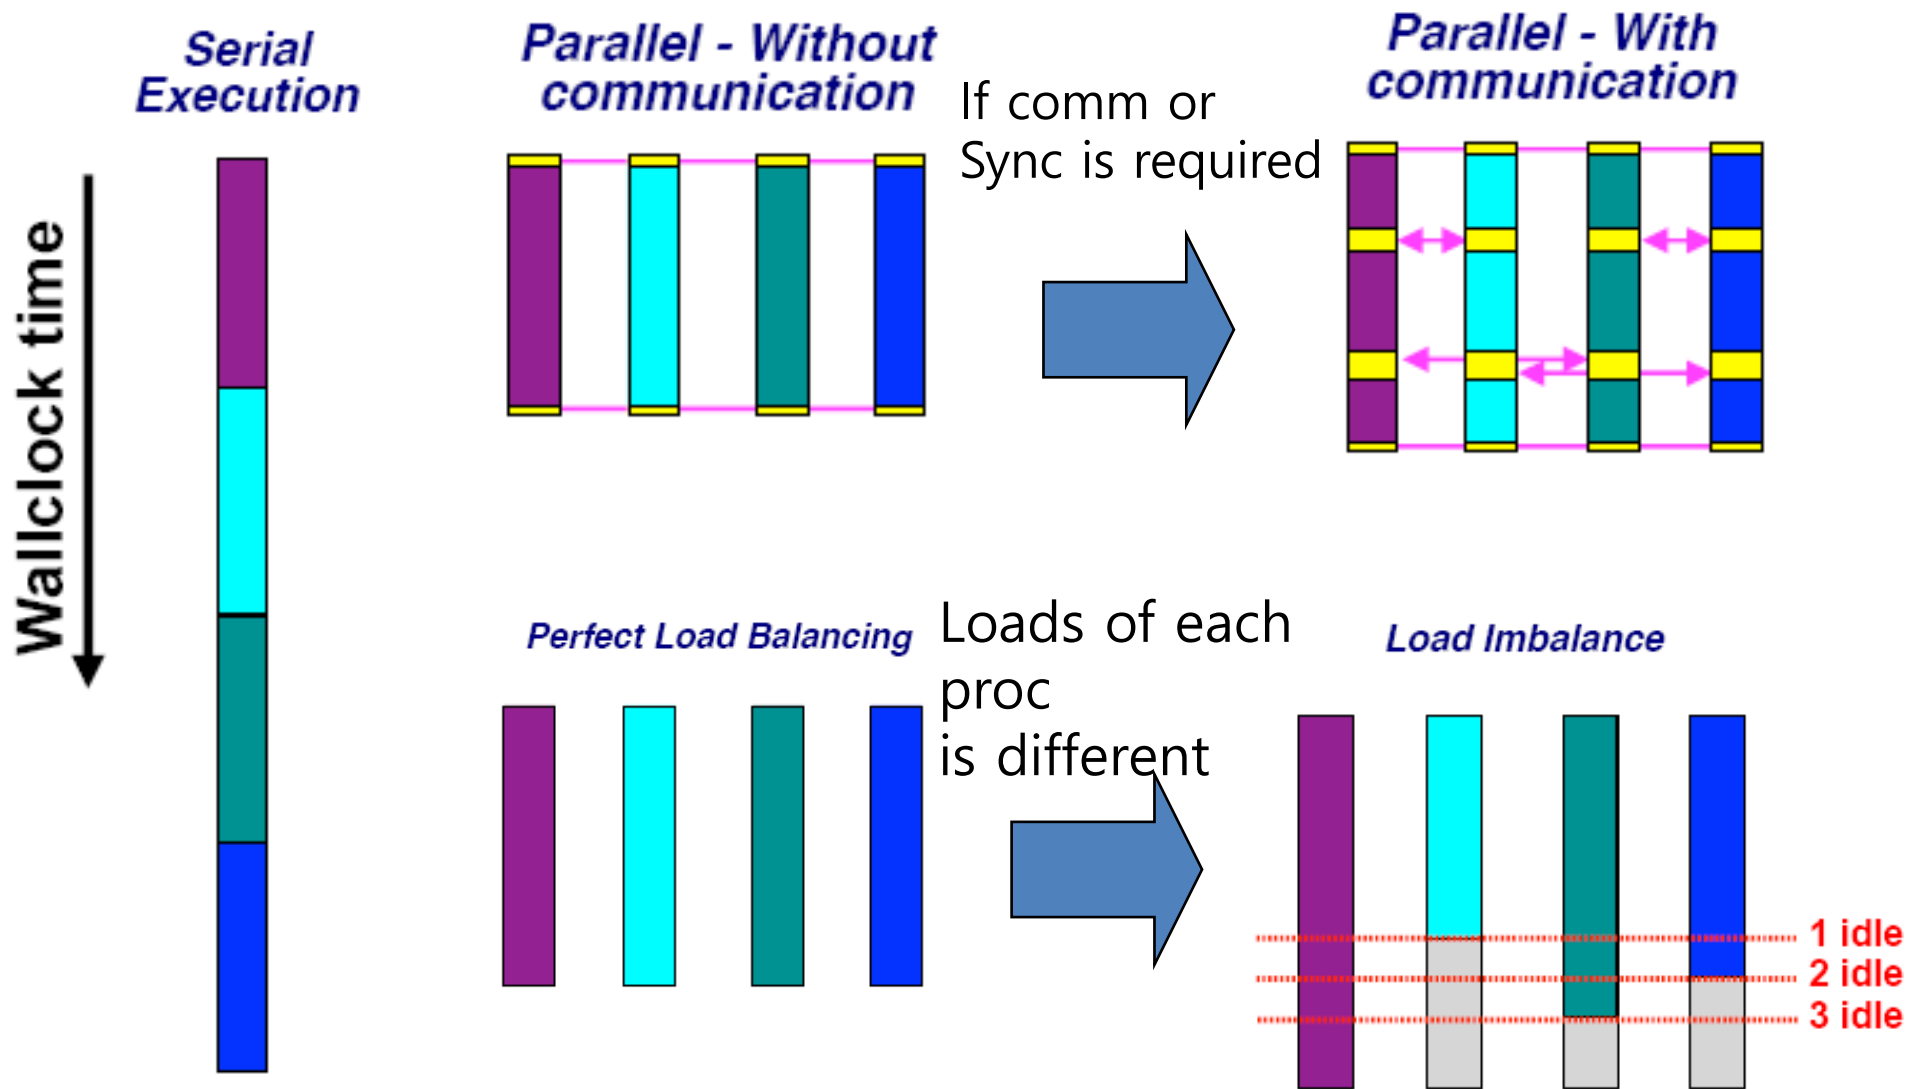 Serial
Execution
Parallel - Without
communication
If comm or
Sync is required
Parallel - With
communication
Wallclock time
Perfect Load Balancing
Loads of each
proc
is different
Load Imbalance
1 idle
2 idle
3 idle